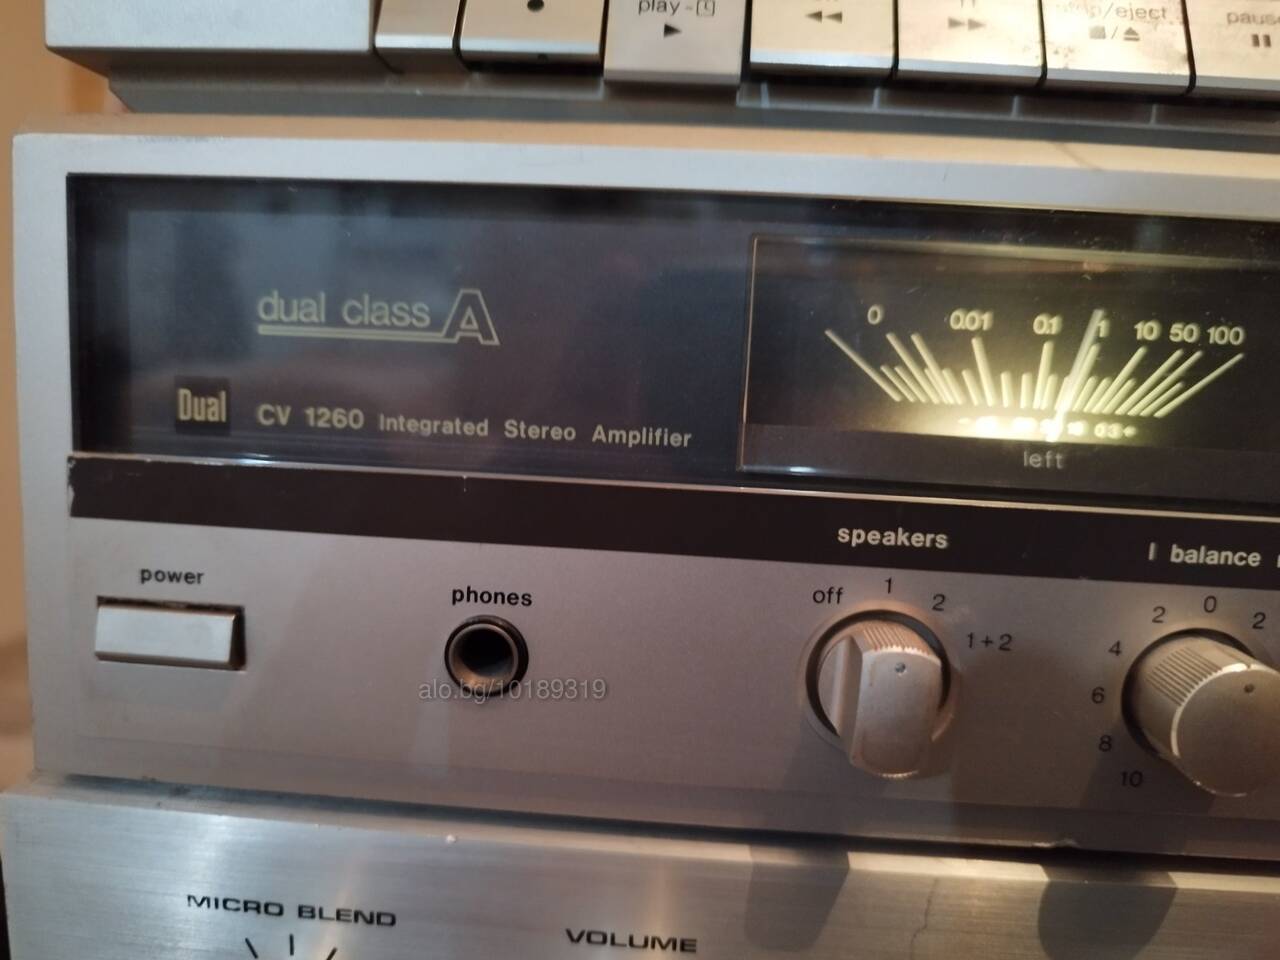 play-
/eject
pause
dual class A
Dual CV 1260 Integrated Stereo Amplifier
0 0.01 0.1 1 10 50 100
left
speakers
balance
power
phones
off 1 2 1+2
10 8 6 4 2 0 2
alo.bg/10189319
MICRO BLEND
VOLUME